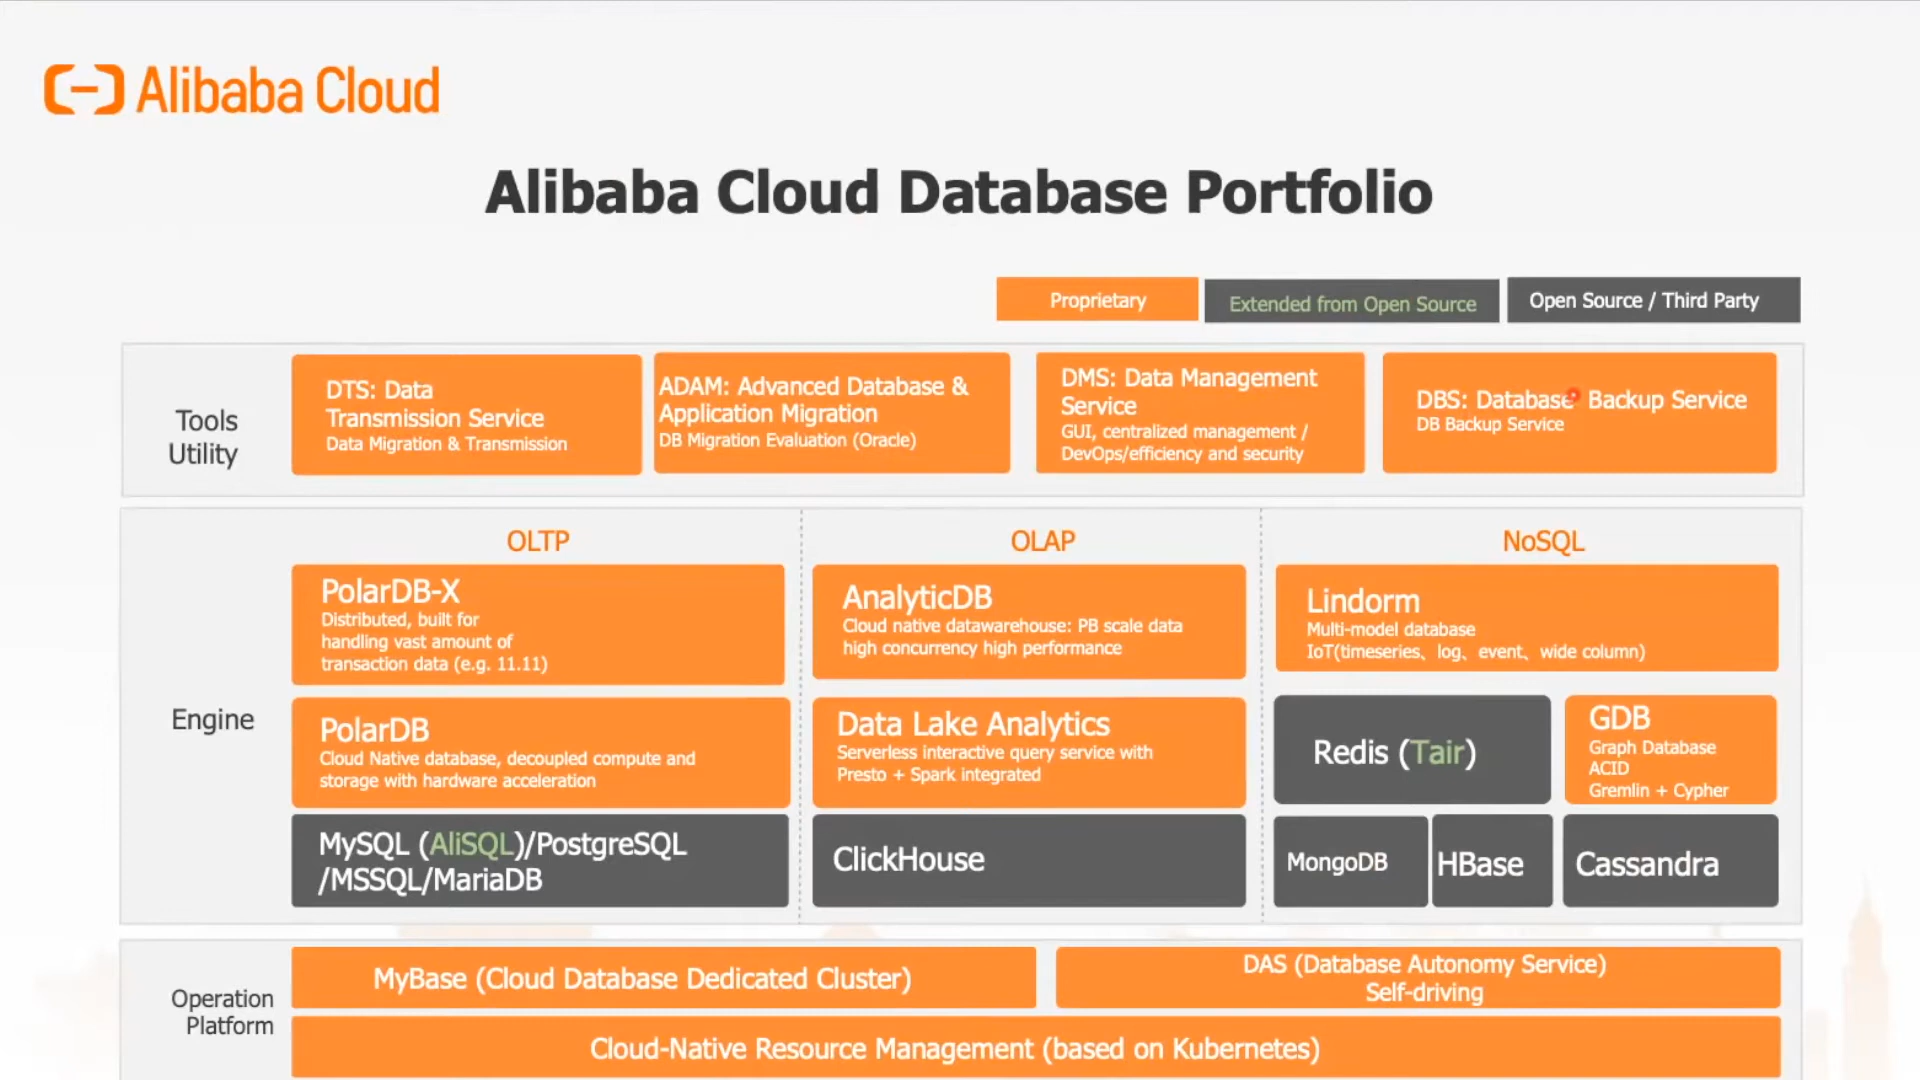 Alibaba Cloud
Alibaba Cloud Database Portfolio
Proprietary
Extended from Open Source
Open Source / Third Party
Tools
Utility
DTS: Data
Transmission Service
Data Migration & Transmission
ADAM: Advanced Database &
Application Migration
DB Migration Evaluation (Oracle)
DMS: Data Management
Service
GUI, centralized management /
DevOps/efficiency and security
DBS: Database Backup Service
DB Backup Service
Engine
OLTP
PolarDB-X
Distributed, built for
handling vast amount of
transaction data (e.g. 11.11)
PolarDB
Cloud Native database, decoupled compute and
storage with hardware acceleration
MySQL (AliSQL)/PostgreSQL
/MSSQL/MariaDB
OLAP
AnalyticDB
Cloud native datawarehouse: PB scale data
high concurrency high performance
Data Lake Analytics
Serverless interactive query service with
Presto + Spark integrated
ClickHouse
NoSQL
Lindorm
Multi-model database
IoT(timeseries、log、event、wide column)
Redis (Tair)
GDB
Graph Database
ACID
Gremlin + Cypher
MongoDB
HBase
Cassandra
Operation
Platform
MyBase (Cloud Database Dedicated Cluster)
DAS (Database Autonomy Service)
Self-driving
Cloud-Native Resource Management (based on Kubernetes)